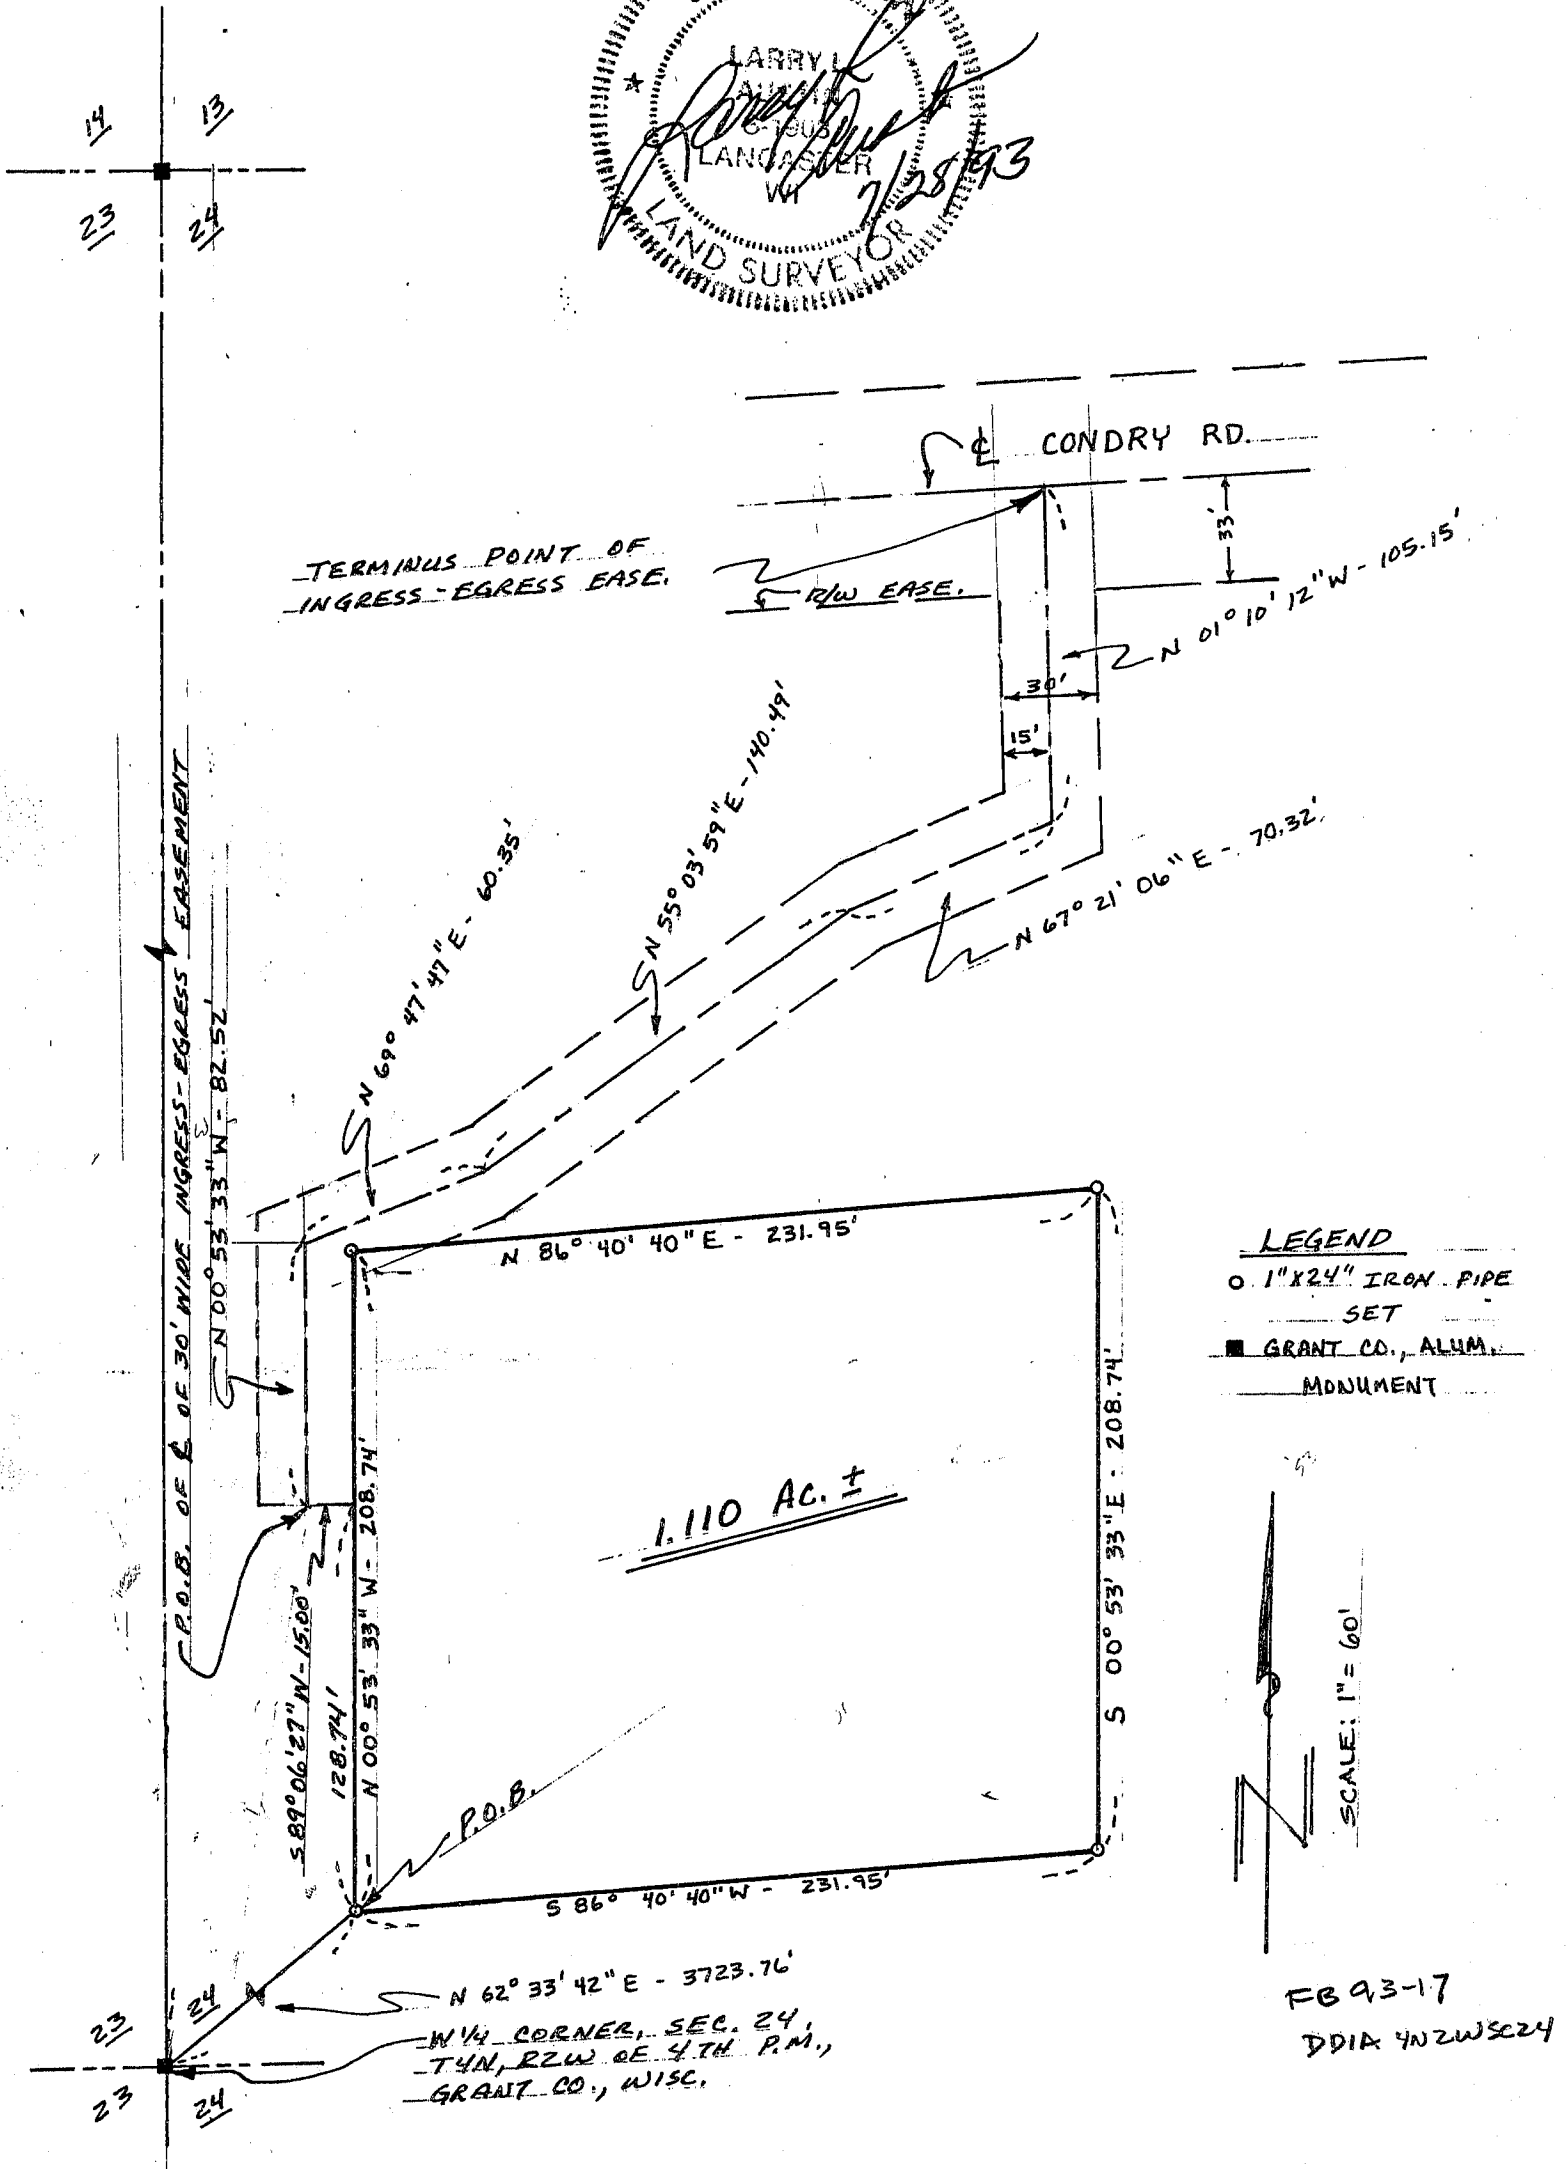 LARRY L.
LANCASTER
WI
LAND SURVEYOR
7/28/93
14
13
23
24
℄ CONDRY RD.
33'
TERMINUS POINT OF
INGRESS-EGRESS EASE.
R/W EASE.
N 01° 10' 12" W - 105.15'
30'
15'
N 67° 21' 06" E - 70.32'
N 55° 03' 59" E - 140.49'
N 69° 47' 47" E - 60.35'
P.O.B. OF ℄ OF 30' WIDE INGRESS-EGRESS EASEMENT
N 00° 53' 33" W - 82.52'
N 86° 40' 40" E - 231.95'
LEGEND
1"X24" IRON PIPE
SET
GRANT CO., ALUM.
MONUMENT
S 00° 53' 33" E - 208.74'
1.110 AC. ±
N 00° 53' 33" W - 208.74'
128.74'
S 89° 06' 27" W - 15.00'
P.O.B.
S 86° 40' 40" W - 231.95'
SCALE: 1" = 60'
N
N 62° 33' 42" E - 3723.76'
W 1/4 CORNER, SEC. 24,
T4N, R2W OF 4TH P.M.,
GRANT CO., WISC.
23
24
23
24
FB 93-17
DDIA 4N2WSC24